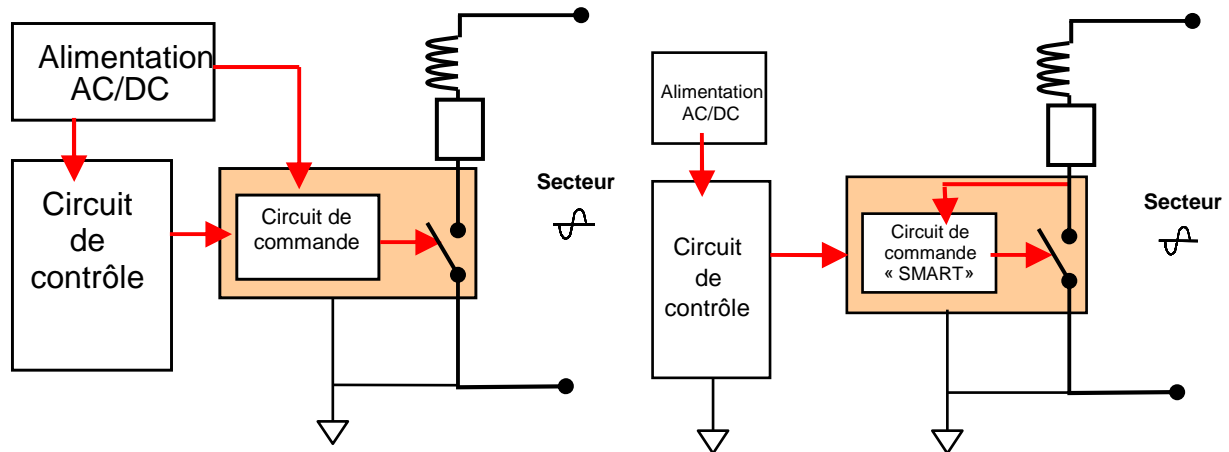 Alimentation
AC/DC
Circuit
de
contrôle
Circuit de
commande
Secteur
Alimentation
AC/DC
Circuit
de
contrôle
Circuit de
commande
« SMART»
Secteur